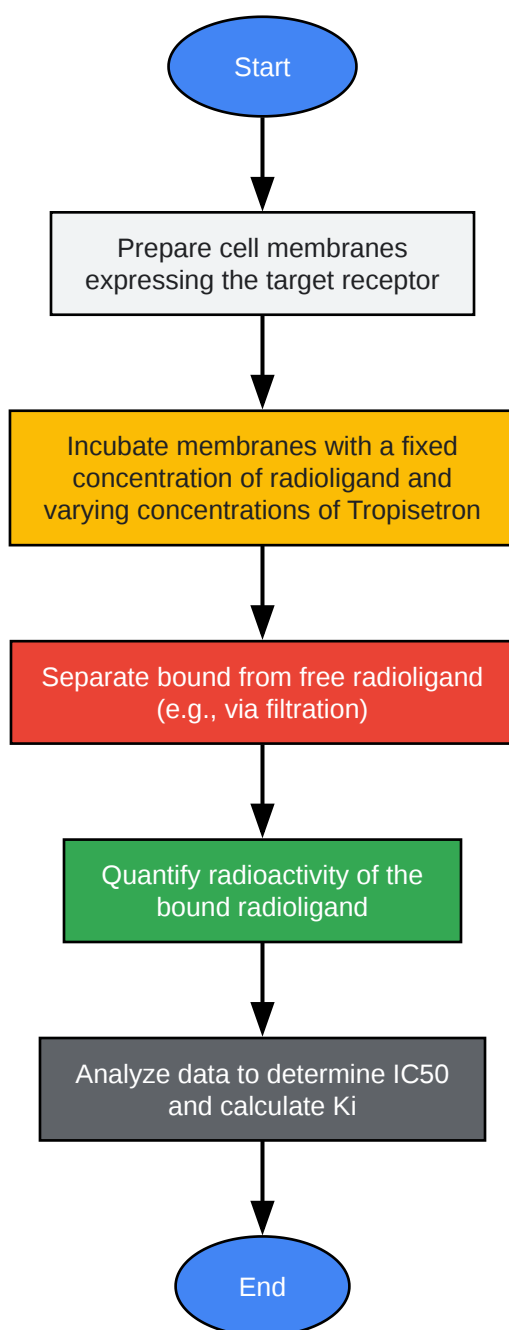 Start
Prepare cell membranes
expressing the target receptor
Incubate membranes with a fixed
concentration of radioligand and
varying concentrations of Tropisetron
Separate bound from free radioligand
(e.g., via filtration)
Quantify radioactivity of the
bound radioligand
Analyze data to determine IC50
and calculate Ki
End